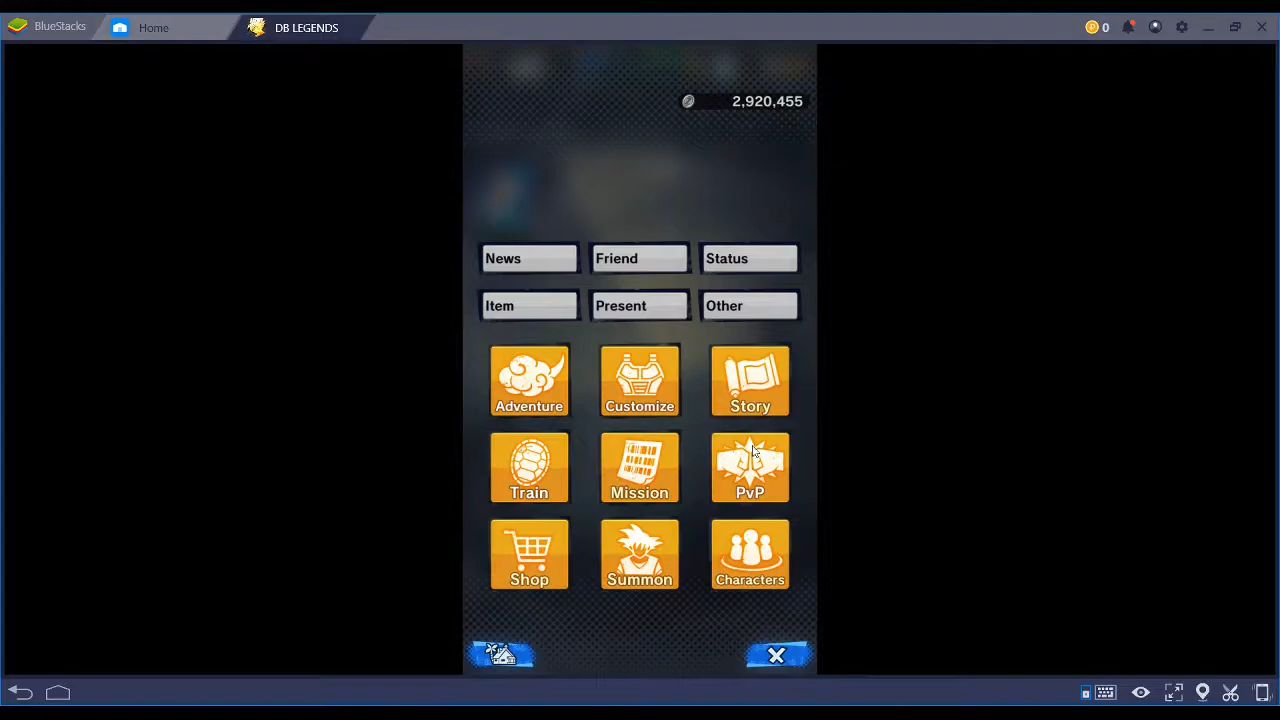 BlueStacks
Home
DB LEGENDS
0
2,920,455
News
Friend
Status
Item
Present
Other
Adventure
Customize
Story
Train
Mission
PvP
Shop
Summon
Characters